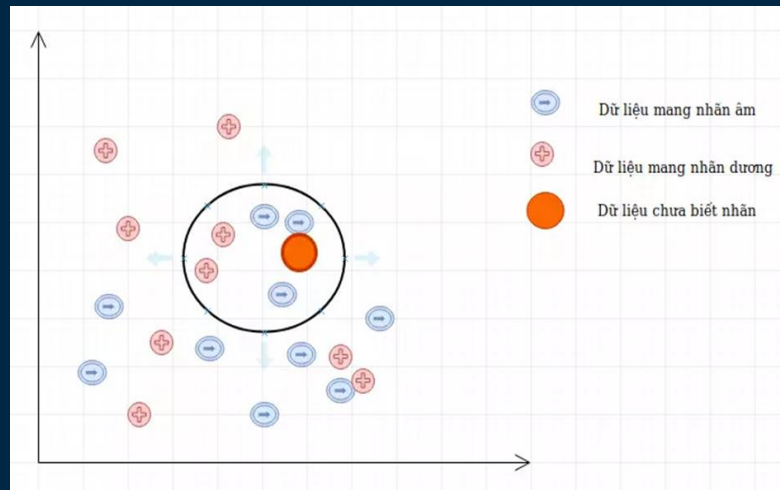 Dữ liệu mang nhãn âm
Dữ liệu mang nhãn dương
Dữ liệu chưa biết nhãn